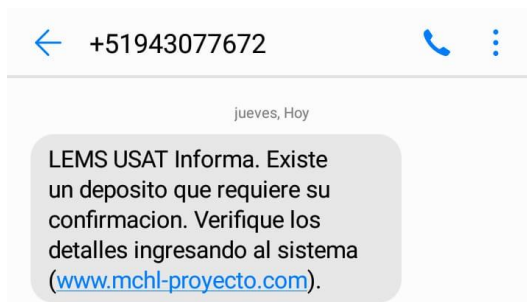 +51943077672
jueves, Hoy
LEMS USAT Informa. Existe
un deposito que requiere su
confirmacion. Verifique los
detalles ingresando al sistema
(www.mchl-proyecto.com).